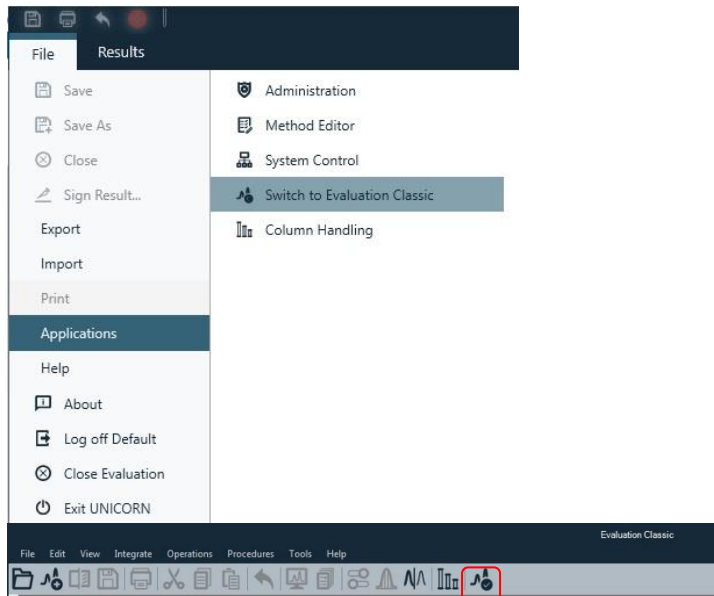 File Results
Save
Save As
Close
Sign Result...
Export
Import
Print
Applications
Help
About
Log off Default
Close Evaluation
Exit UNICORN
Administration
Method Editor
System Control
Switch to Evaluation Classic
Column Handling
Evaluation Classic
File Edit View Integrate Operations Procedures Tools Help